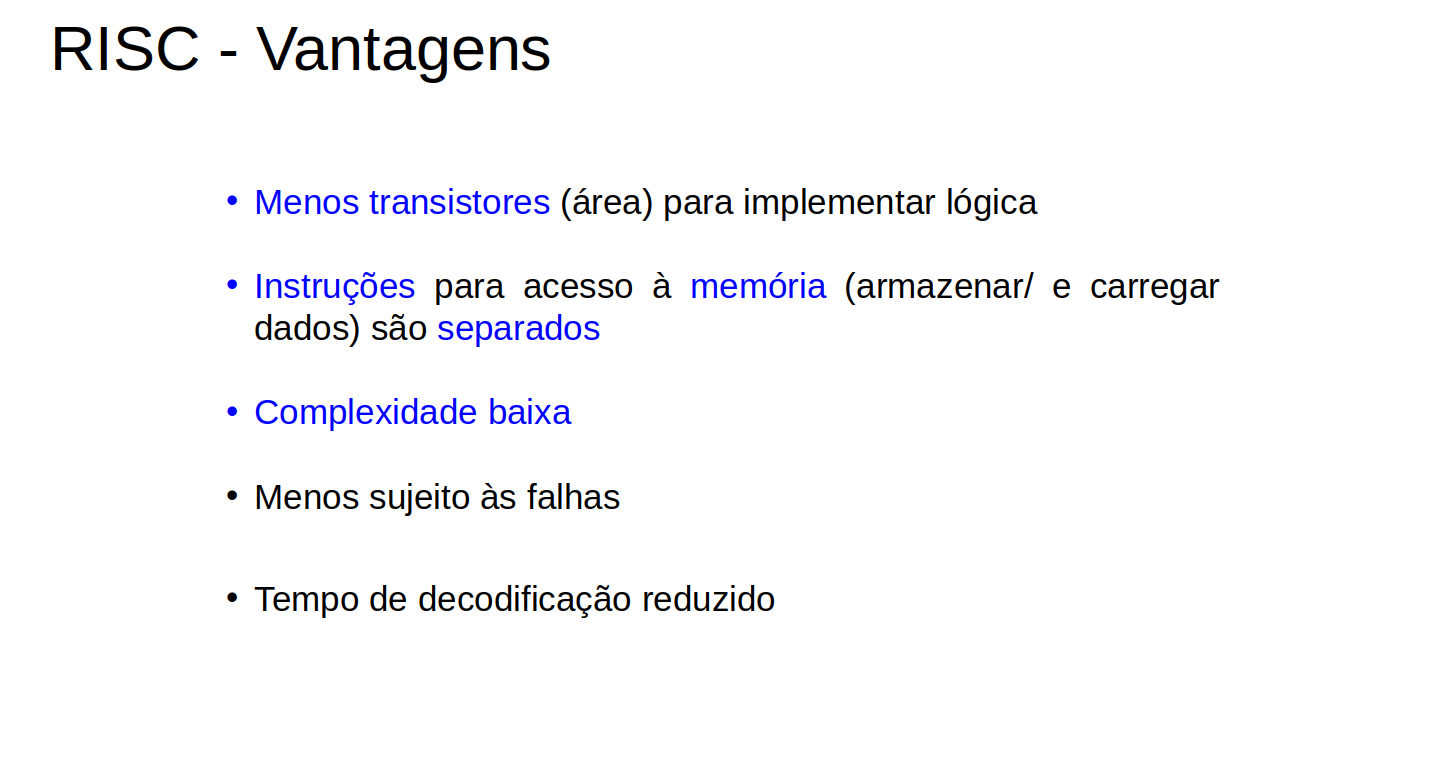 RISC - Vantagens
• Menos transistores (área) para implementar lógica
• Instruções para acesso à memória (armazenar/ e carregar
dados) são separados
• Complexidade baixa
• Menos sujeito às falhas
• Tempo de decodificação reduzido